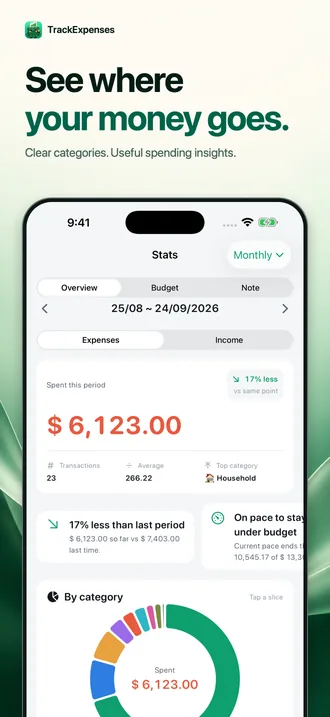 TrackExpenses
See where
your money goes.
Clear categories. Useful spending insights.
9:41
Stats
Monthly
Overview
Budget
Note
25/08 ~ 24/09/2026
Expenses
Income
Spent this period
17% less
vs same point
$ 6,123.00
# Transactions
÷ Average
Top category
23
266.22
Household
17% less than last period
$ 6,123.00 so far vs $ 7,403.00
last time.
On pace to stay
under budget
Current pace ends
10,545.17 of $ 13,3
By category
Tap a slice
Spent
$ 6,123.00